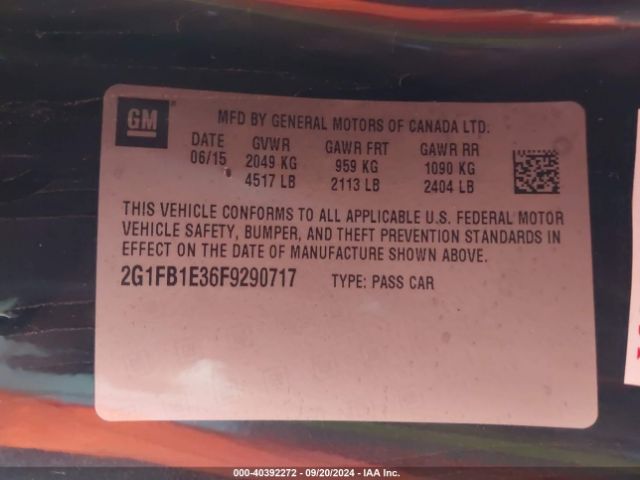 GM
MFD BY GENERAL MOTORS OF CANADA LTD.
DATE GVWR GAWR FRT GAWR RR
06/15 2049 KG 959 KG 1090 KG
4517 LB 2113 LB 2404 LB
THIS VEHICLE CONFORMS TO ALL APPLICABLE U.S. FEDERAL MOTOR
VEHICLE SAFETY, BUMPER, AND THEFT PREVENTION STANDARDS IN
EFFECT ON THE DATE OF MANUFACTURE SHOWN ABOVE.
2G1FB1E36F9290717 TYPE: PASS CAR
000-40392272 - 09/20/2024 - IAA Inc.